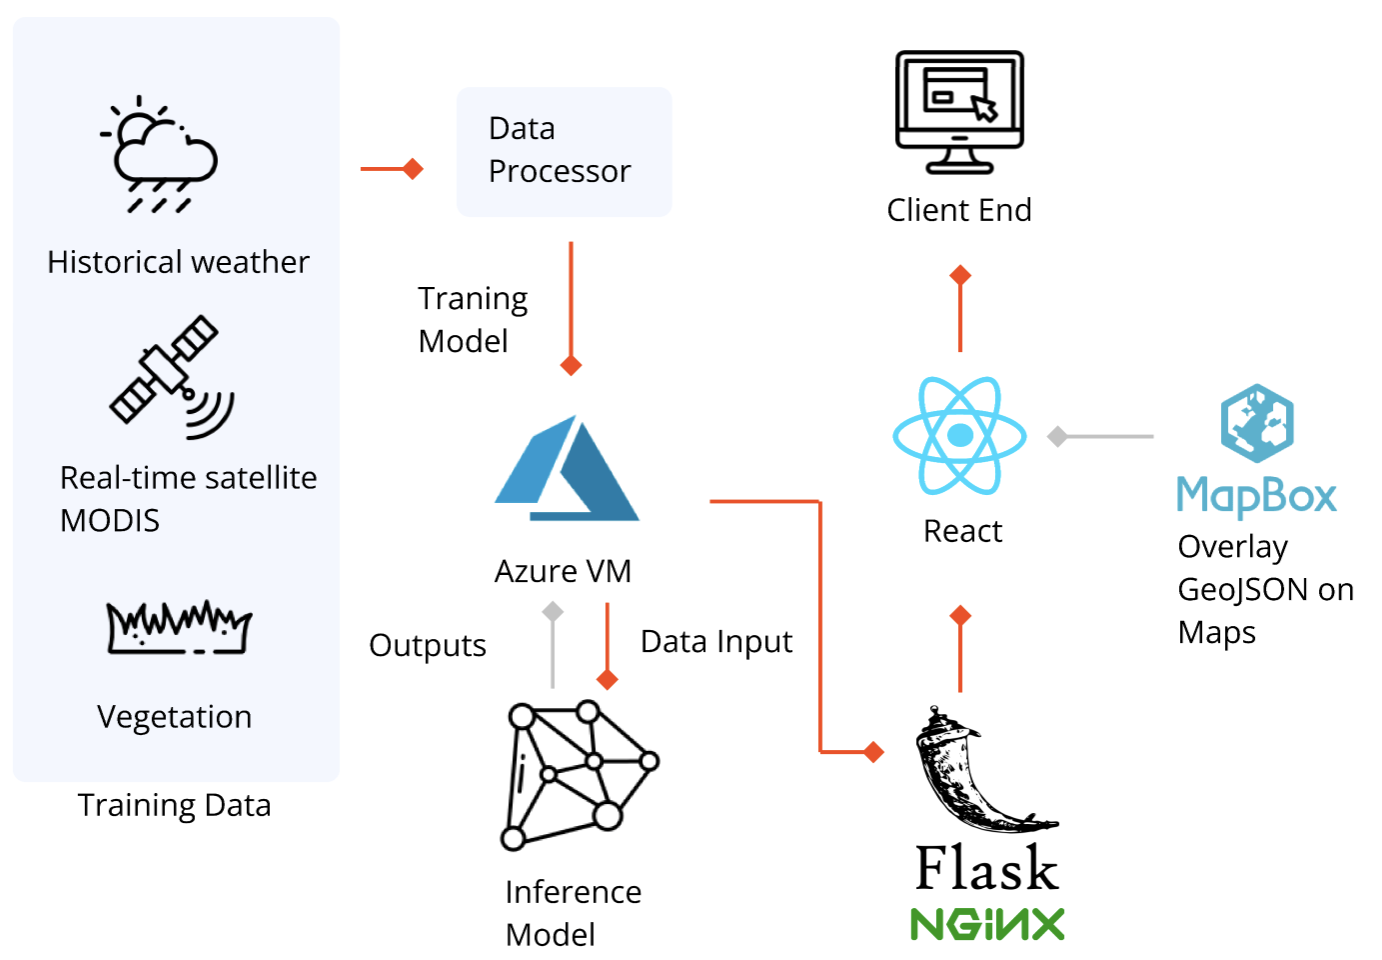 Historical weather
Real-time satellite
MODIS
Vegetation
Training Data
Data
Processor
Traning
Model
Azure VM
Outputs
Data Input
Inference
Model
Client End
React
MapBox
Overlay
GeoJSON on
Maps
Flask
NGiNX